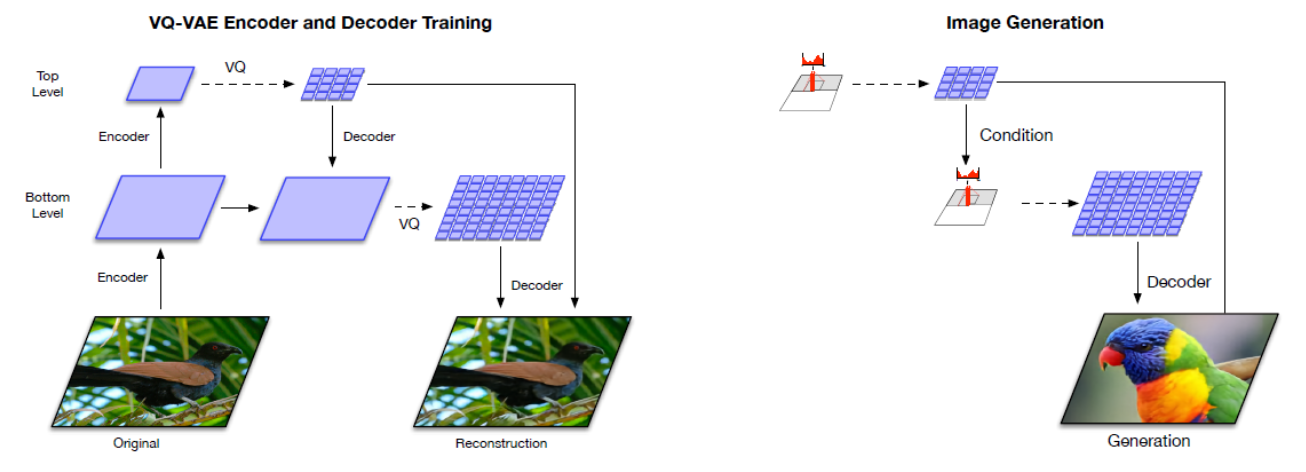 VQ-VAE Encoder and Decoder Training
Image Generation
Top
Level
VQ
Encoder
Decoder
Condition
Bottom
Level
VQ
Encoder
Decoder
Decoder
Original
Reconstruction
Generation